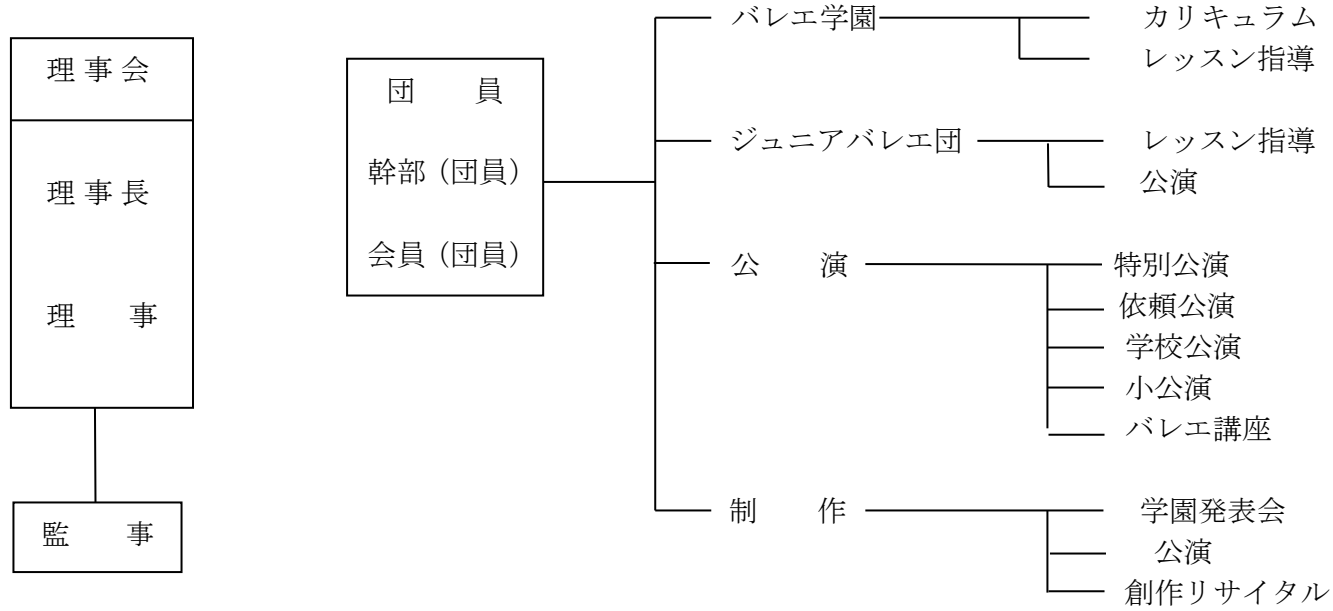 理事会
理事長
理　事
監　事
団　員
幹部（団員）
会員（団員）
バレエ学園
カリキュラム
レッスン指導
ジュニアバレエ団
レッスン指導
公演
公　演
特別公演
依頼公演
学校公演
小公演
バレエ講座
制　作
学園発表会
公演
創作リサイタル